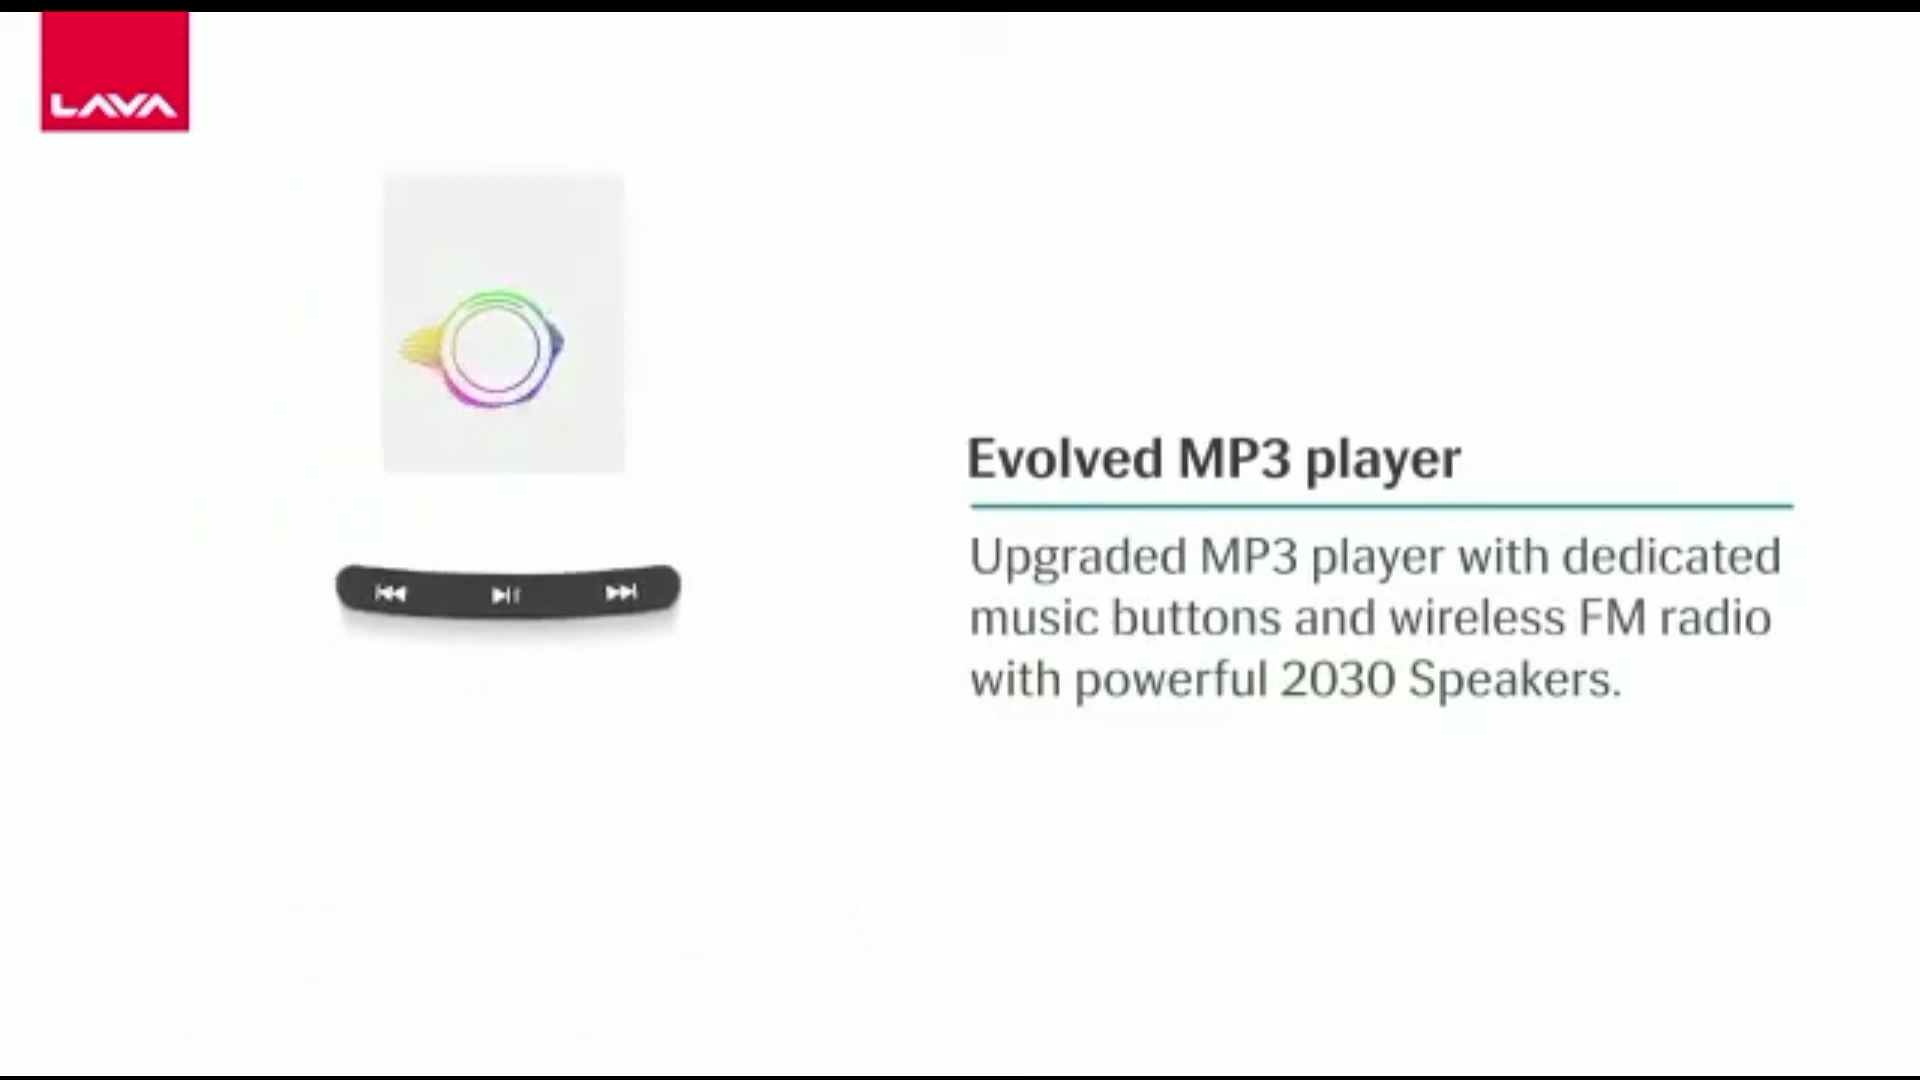 LAVA
Evolved MP3 player
Upgraded MP3 player with dedicated
music buttons and wireless FM radio
with powerful 2030 Speakers.